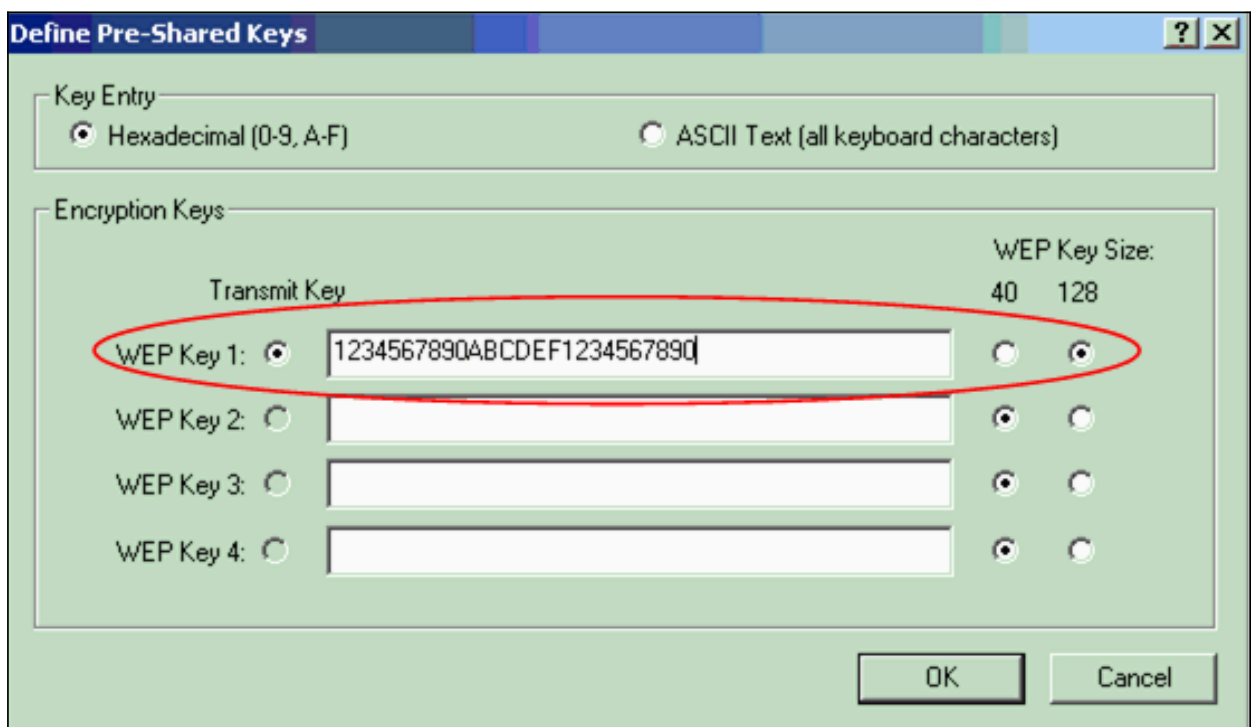 Define Pre-Shared Keys
Key Entry
Hexadecimal (0-9, A-F) ASCII Text (all keyboard characters)
Encryption Keys
WEP Key Size:
Transmit Key 40 128
WEP Key 1: 1234567890ABCDEF1234567890
WEP Key 2:
WEP Key 3:
WEP Key 4:
OK Cancel